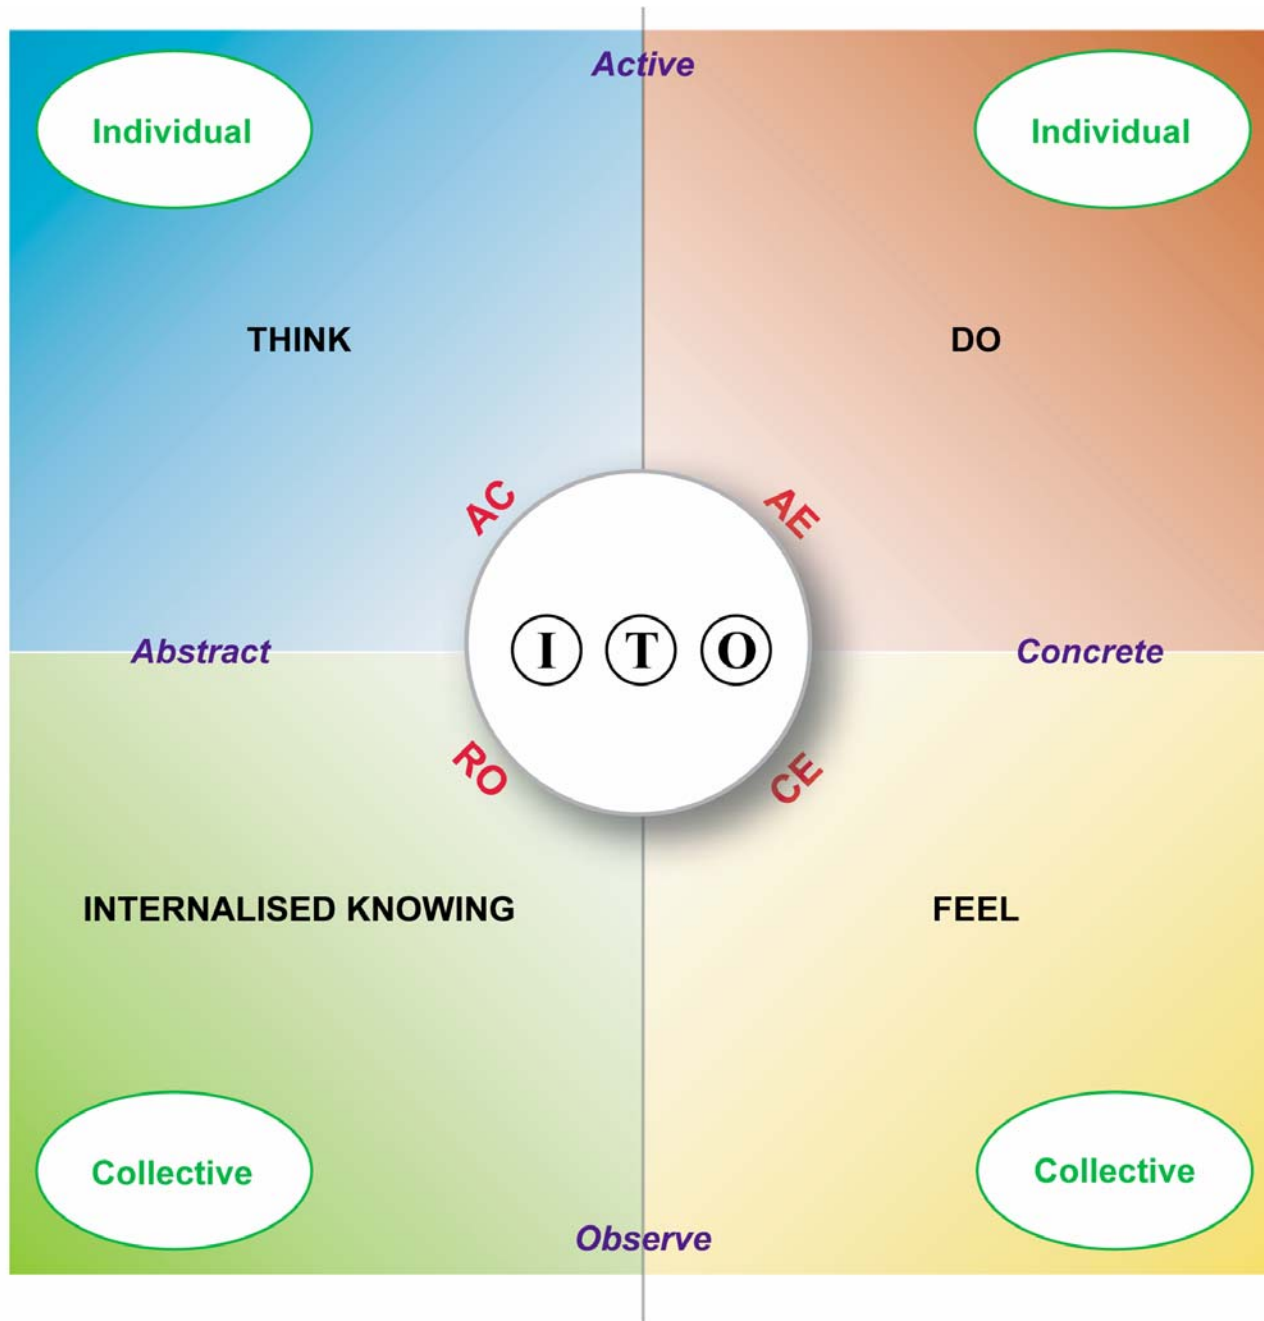 Active
Individual
Individual
THINK
DO
AC
AE
I T O
Abstract
Concrete
RO
CE
INTERNALISED KNOWING
FEEL
Collective
Collective
Observe